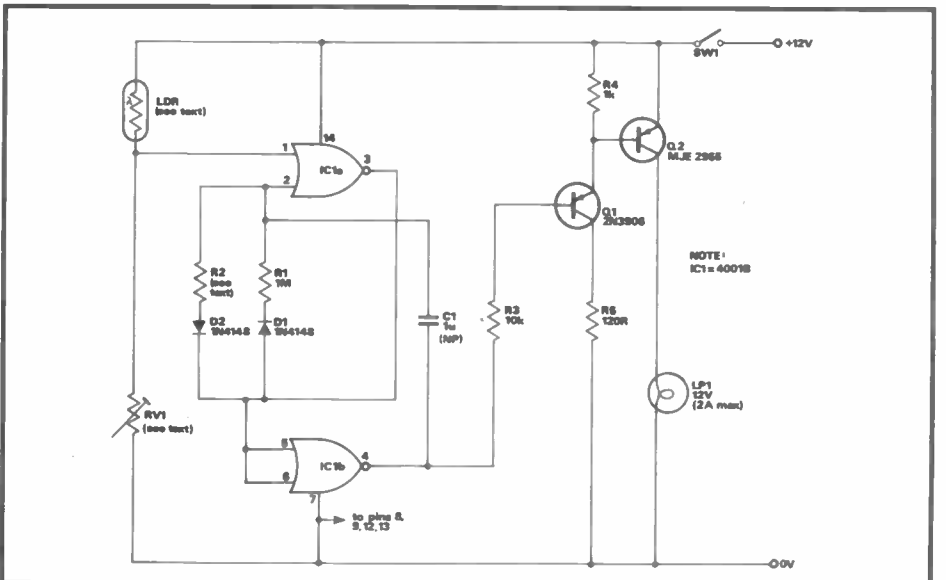 +12V
SW1
LDR
(see text)
14
1
3
IC1a
2
R4
1k
Q2
MJE 2955
Q1
2N3906
NOTE:
IC1 = 4001B
R2
(see
text)
R1
1M
D2
1N4148
D1
1N4148
C1
1u
(NP)
R3
10k
R5
120R
LP1
12V
(2A max)
RV1
(see text)
5
6
4
IC1b
7
to pins 8,
9,12,13
0V